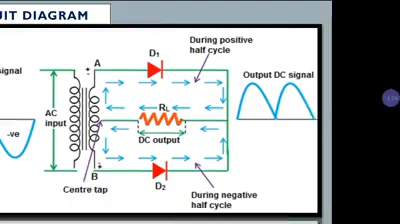 UIT DIAGRAM
During positive
half cycle
signal
A
D1
Output DC signal
AC
input
RL
-ve
DC output
Centre tap
B
D2
During negative
half cycle